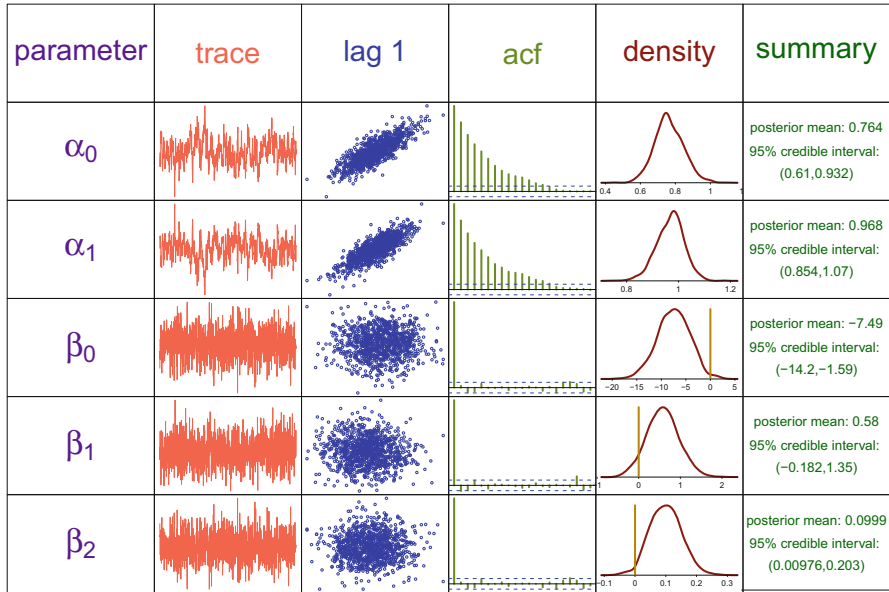 parameter trace lag 1 acf density summary
α0
0.4 0.6 0.8 1 1
posterior mean: 0.764
95% credible interval:
(0.61,0.932)
α1
0.8 1 1.2
posterior mean: 0.968
95% credible interval:
(0.854,1.07)
β0
−20 −15 −10 −5 0 5
posterior mean: −7.49
95% credible interval:
(−14.2,−1.59)
β1
1 0 1 2
posterior mean: 0.58
95% credible interval:
(−0.182,1.35)
β2
−0.1 0 0.1 0.2 0.3
posterior mean: 0.0999
95% credible interval:
(0.00976,0.203)